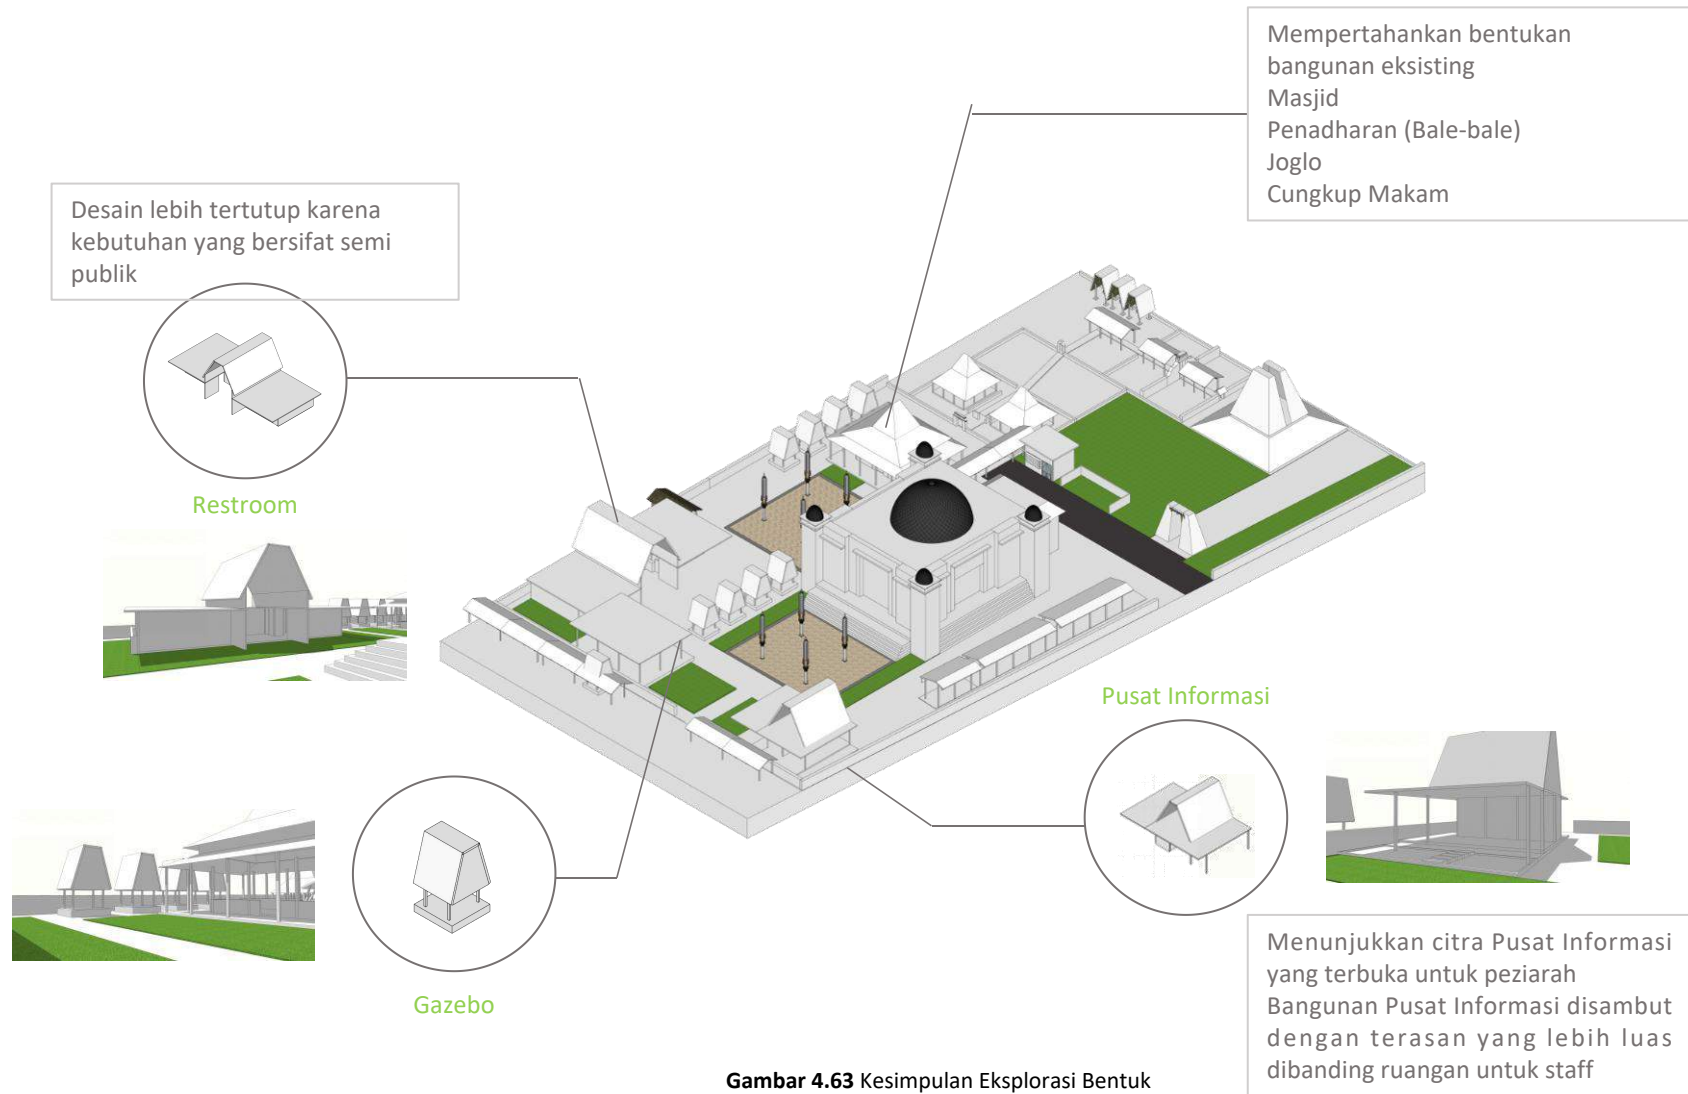 Mempertahankan bentukan
bangunan eksisting
Masjid
Penadharan (Bale-bale)
Joglo
Cungkup Makam
Desain lebih tertutup karena
kebutuhan yang bersifat semi
publik
Restroom
Pusat Informasi
Gazebo
Menunjukkan citra Pusat Informasi
yang terbuka untuk peziarah
Bangunan Pusat Informasi disambut
dengan terasan yang lebih luas
dibanding ruangan untuk staff
Gambar 4.63 Kesimpulan Eksplorasi Bentuk